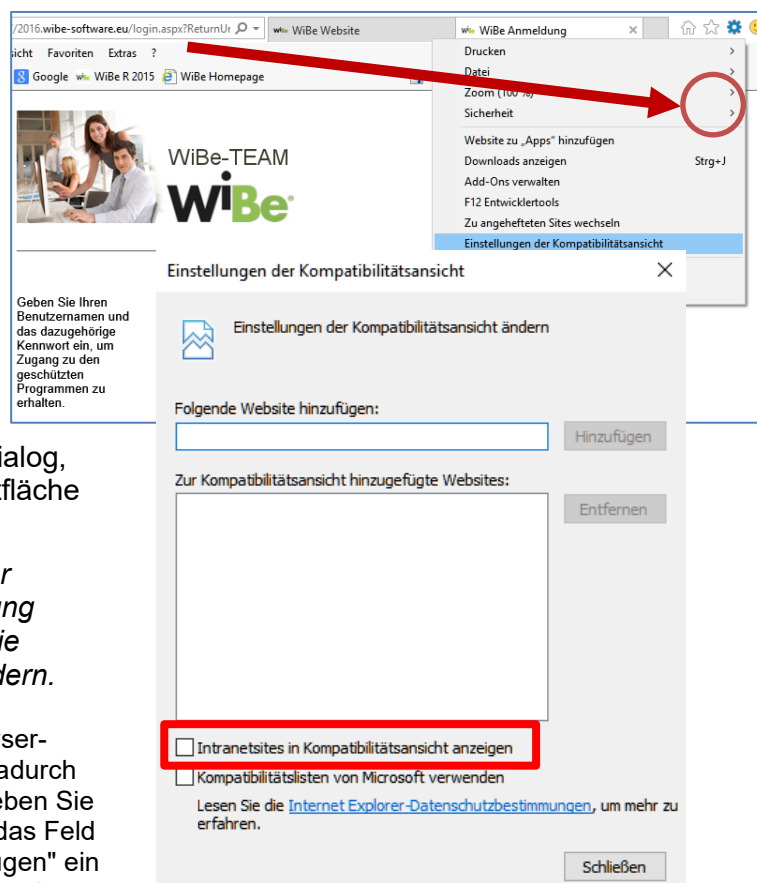 /2016.wibe-software.eu/login.aspx?ReturnUr
WiBe Website
WiBe Anmeldung
icht Favoriten Extras ?
Google WiBe R 2015 WiBe Homepage
Drucken
Datei
Zoom (100 %)
Sicherheit
Website zu „Apps" hinzufügen
Downloads anzeigen Strg+J
Add-Ons verwalten
F12 Entwicklertools
Zu angehefteten Sites wechseln
Einstellungen der Kompatibilitätsansicht
WiBe-TEAM
WiBe
Geben Sie Ihren
Benutzernamen und
das dazugehörige
Kennwort ein, um
Zugang zu den
geschützten
Programmen zu
erhalten.
Einstellungen der Kompatibilitätsansicht
Einstellungen der Kompatibilitätsansicht ändern
Folgende Website hinzufügen:
Hinzufügen
Zur Kompatibilitätsansicht hinzugefügte Websites:
Entfernen
Intranetsites in Kompatibilitätsansicht anzeigen
Kompatibilitätslisten von Microsoft verwenden
Lesen Sie die Internet Explorer-Datenschutzbestimmungen, um mehr zu
erfahren.
Schließen
ialog,
fläche
r
ung
ie
dern.
ser-
adurch
eben Sie
das Feld
ugen" ein